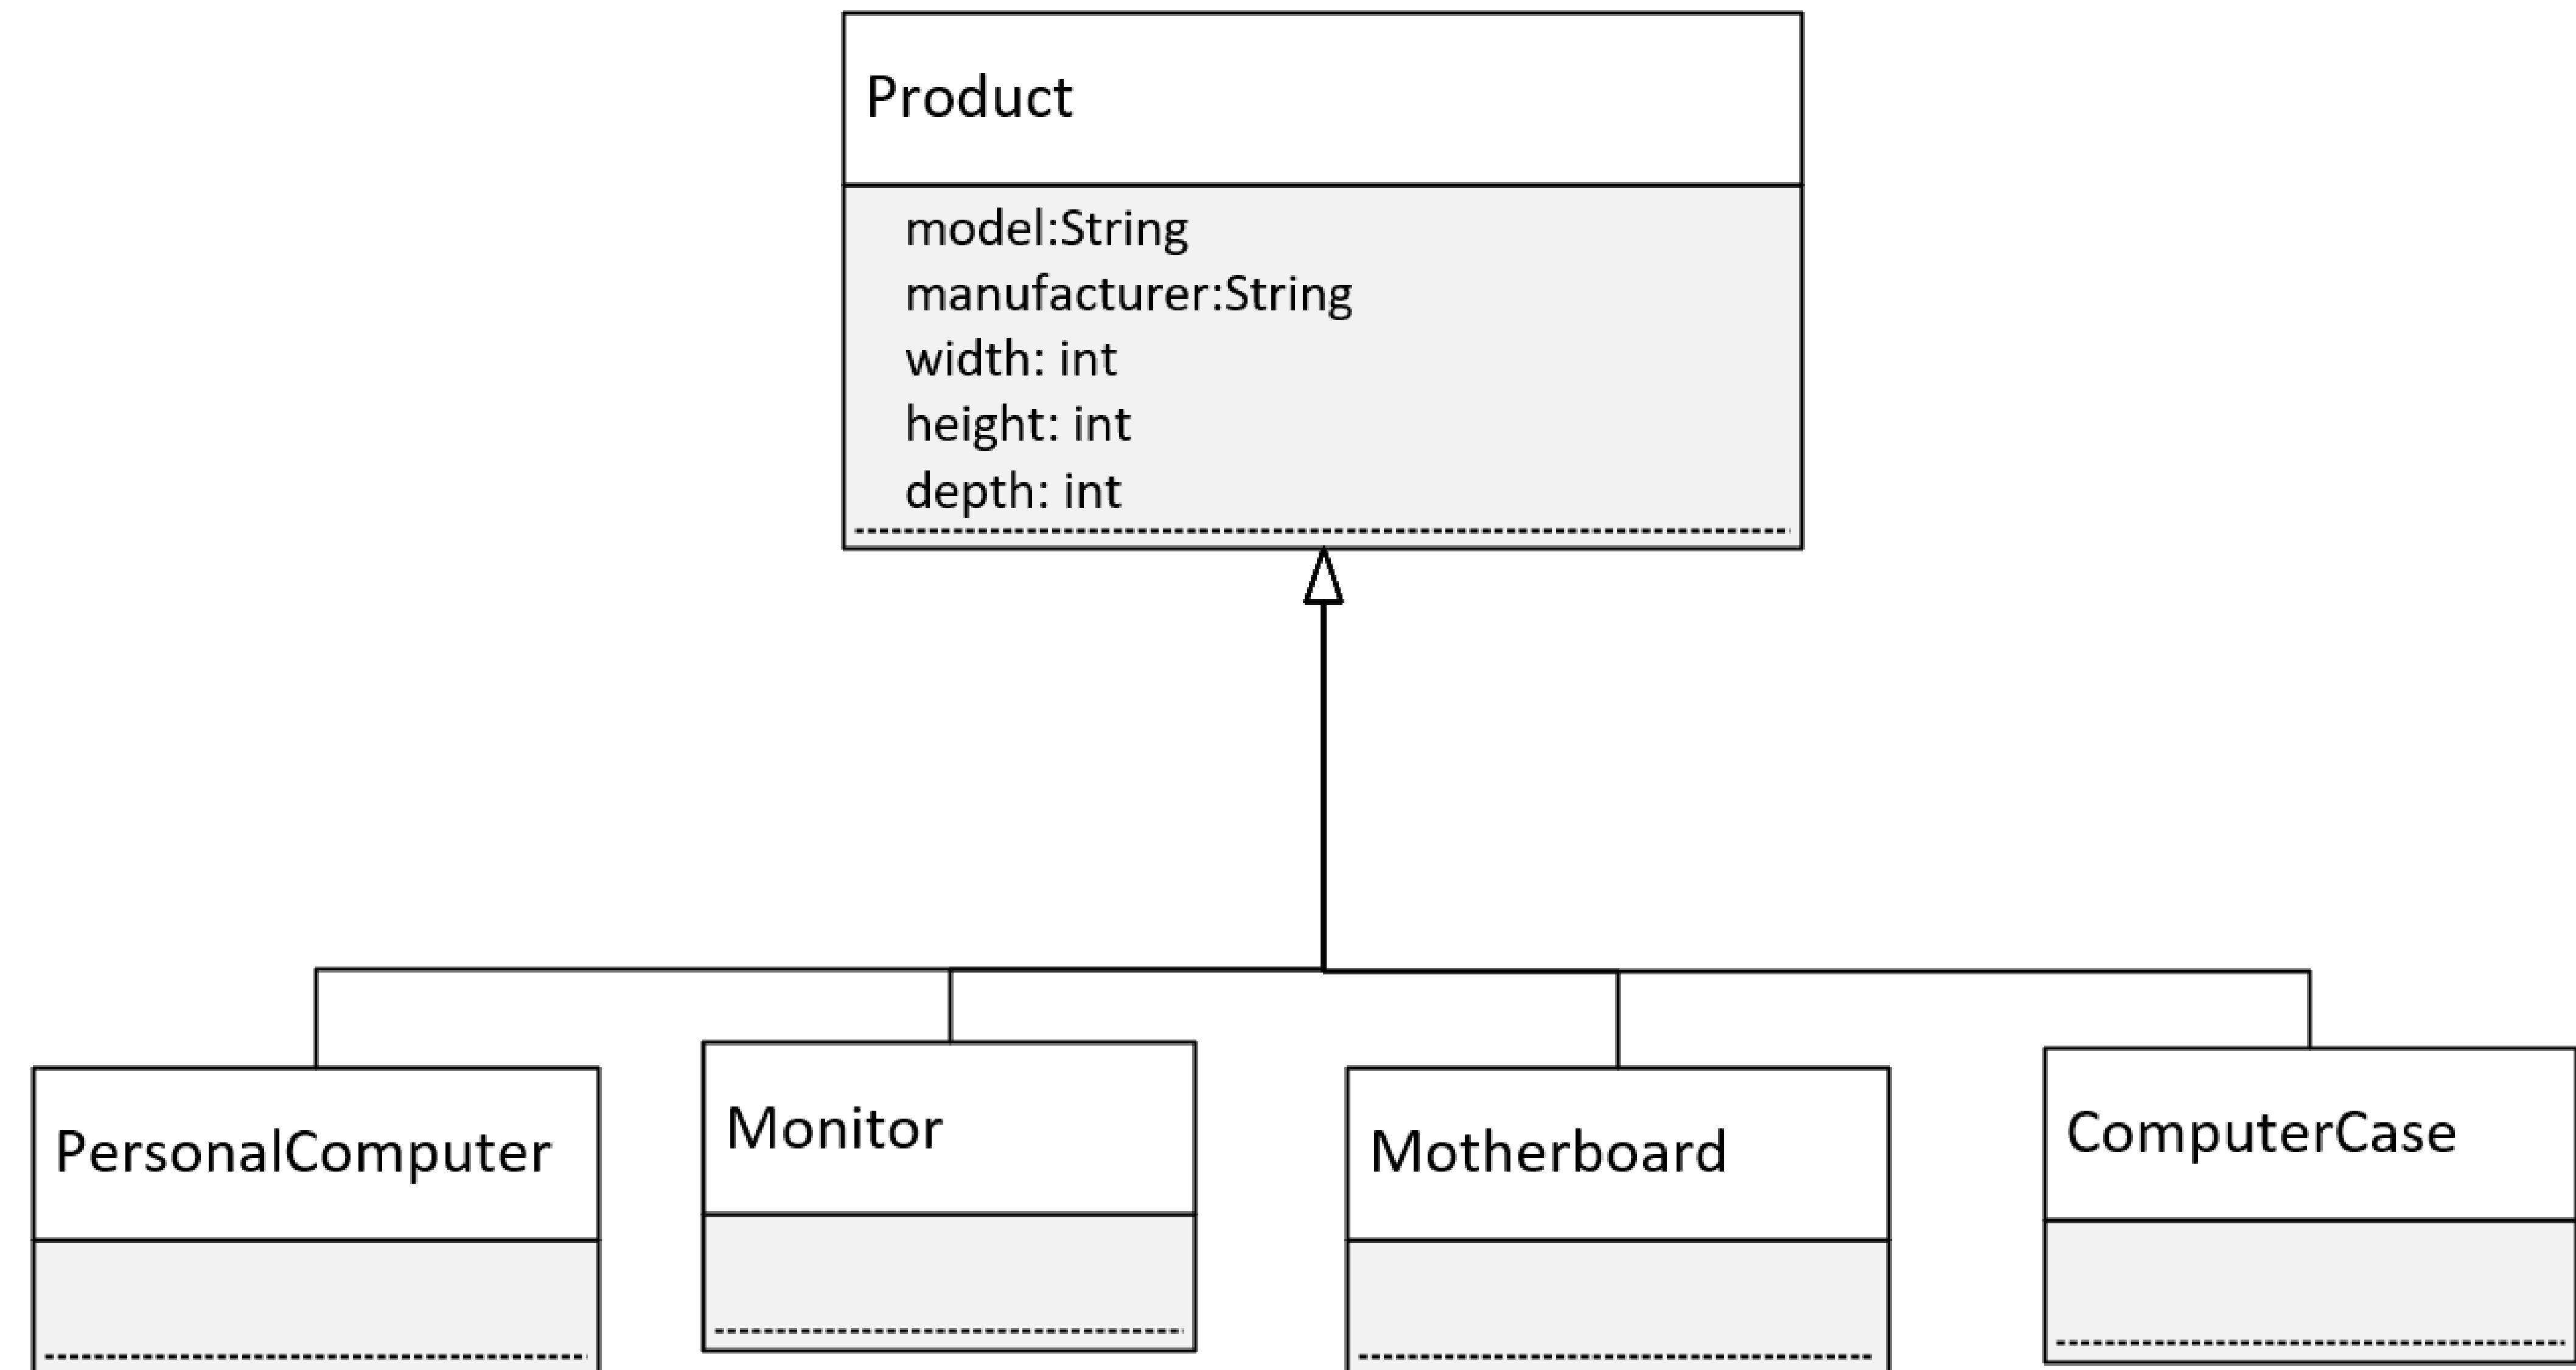 Product
model:String
manufacturer:String
width: int
height: int
depth: int
PersonalComputer
Monitor
Motherboard
ComputerCase